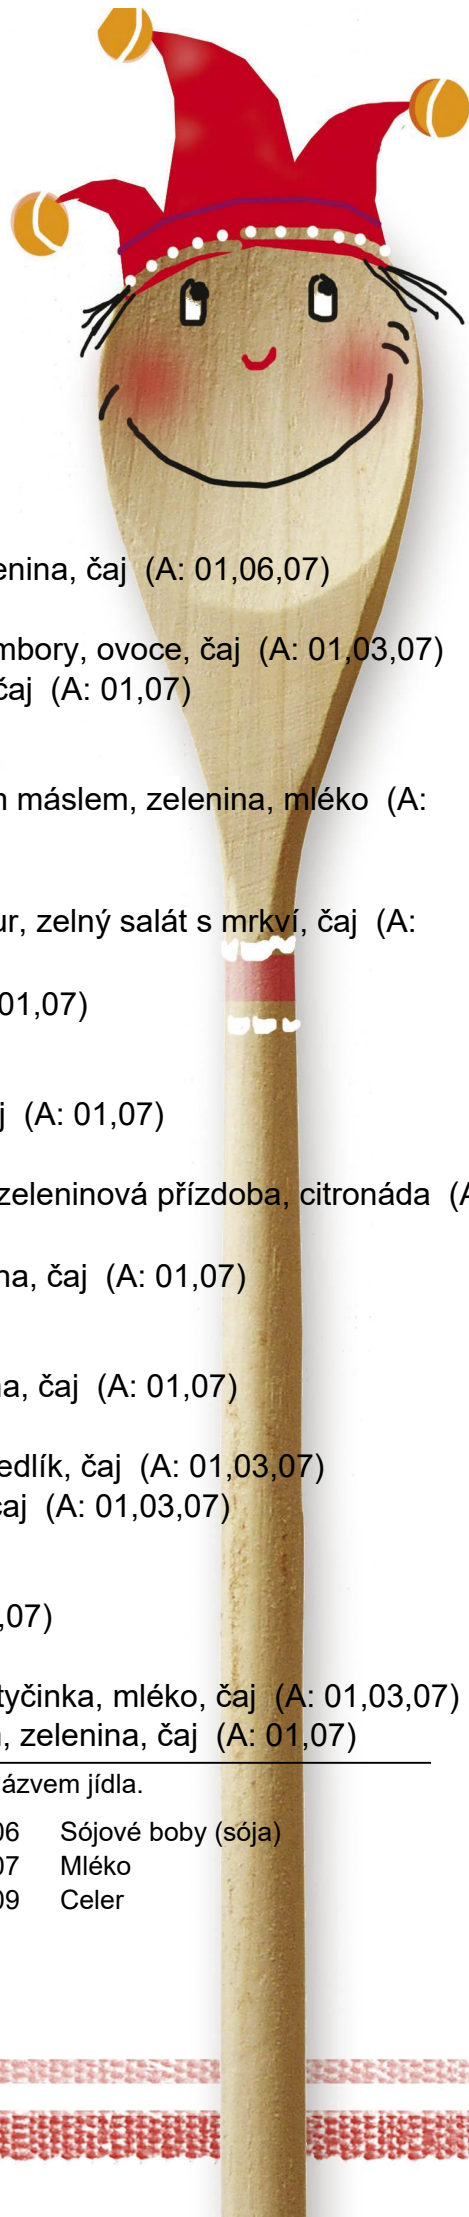 enina, čaj (A: 01,06,07)
mbory, ovoce, čaj (A: 01,03,07)
čaj (A: 01,07)
m máslem, zelenina, mléko (A:
ur, zelný salát s mrkví, čaj (A:
01,07)
j (A: 01,07)
zeleninová přízdoba, citronáda (A
na, čaj (A: 01,07)
na, čaj (A: 01,07)
edlík, čaj (A: 01,03,07)
čaj (A: 01,03,07)
,07)
tyčinka, mléko, čaj (A: 01,03,07)
, zelenina, čaj (A: 01,07)
ázvem jídla.
06 Sójové boby (sója)
07 Mléko
09 Celer